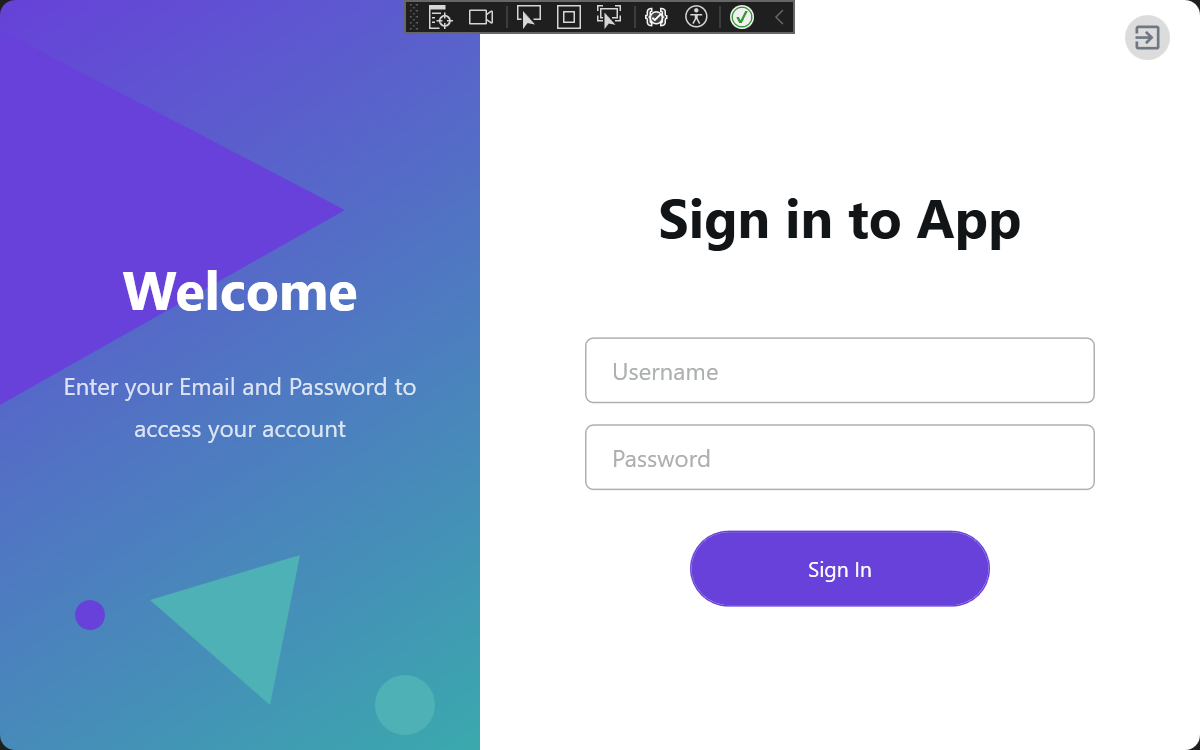 Welcome
Enter your Email and Password to
access your account
Sign in to App
Username
Password
Sign In